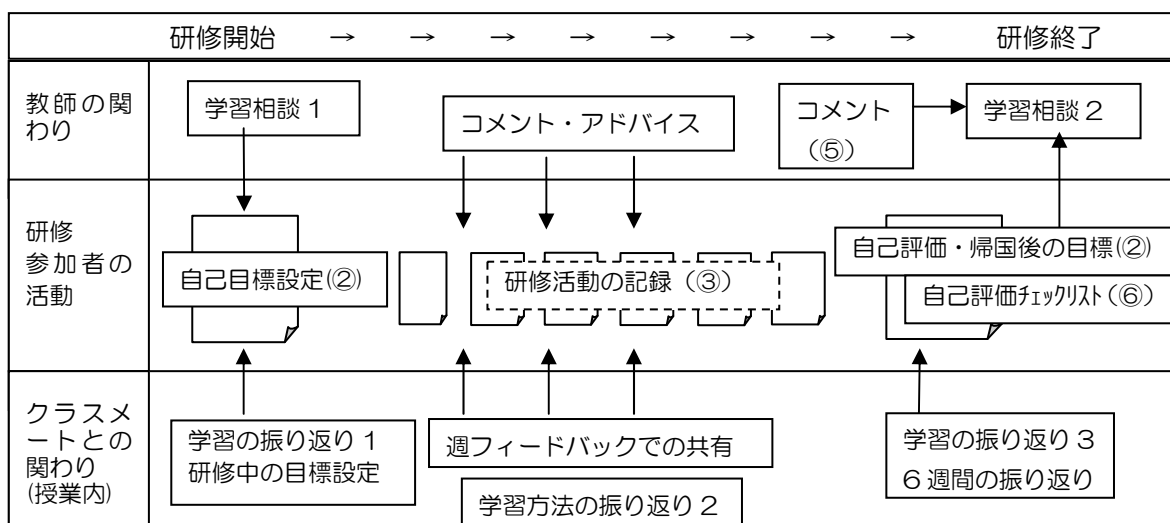 研修開始 → → → → → → → → 研修終了
教師の関
わり
学習相談1
コメント・アドバイス
コメント
(⑤)
学習相談2
研修
参加者の
活動
自己目標設定(②)
研修活動の記録(③)
自己評価・帰国後の目標(②)
自己評価ﾁｪｯｸﾘｽﾄ(⑥)
クラスメ
ートとの
関わり
(授業内)
学習の振り返り1
研修中の目標設定
週フィードバックでの共有
学習方法の振り返り2
学習の振り返り3
6週間の振り返り